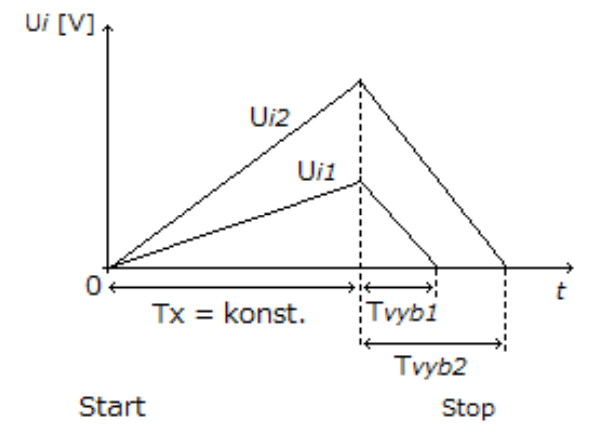 Ui [V]
Ui2
Ui1
0
t
Tx = konst.
Tvyb1
Tvyb2
Start
Stop